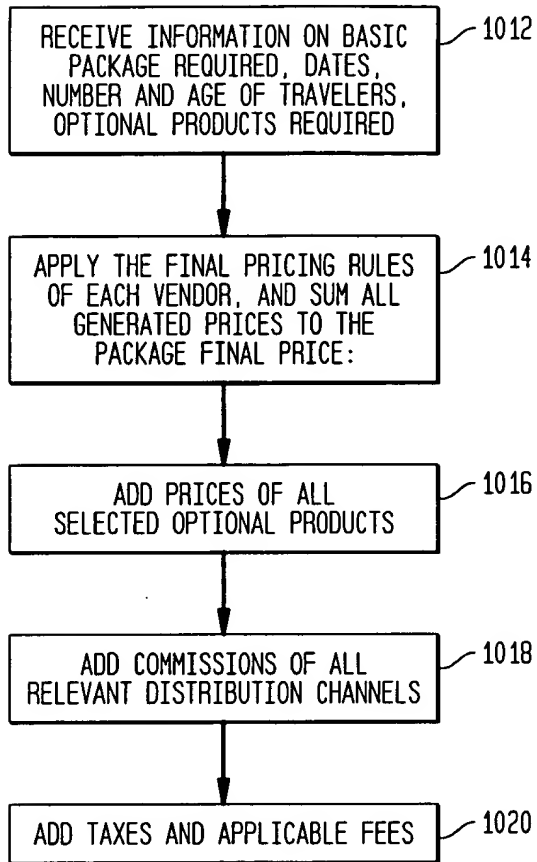 RECEIVE INFORMATION ON BASIC
PACKAGE REQUIRED, DATES,
NUMBER AND AGE OF TRAVELERS,
OPTIONAL PRODUCTS REQUIRED
1012
APPLY THE FINAL PRICING RULES
OF EACH VENDOR, AND SUM ALL
GENERATED PRICES TO THE
PACKAGE FINAL PRICE:
1014
ADD PRICES OF ALL
SELECTED OPTIONAL PRODUCTS
1016
ADD COMMISSIONS OF ALL
RELEVANT DISTRIBUTION CHANNELS
1018
ADD TAXES AND APPLICABLE FEES
1020